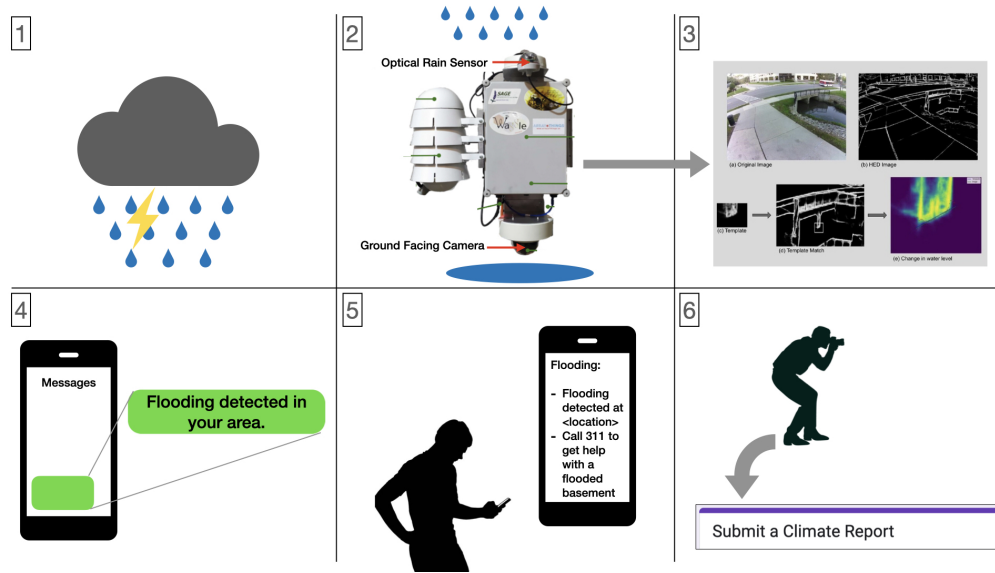 1
2
Optical Rain Sensor
SAGE
Waggle
Ground Facing Camera
3
(a) Original Image
(b) HED Image
(c) Template
(d) Template Match
(e) Change in water level
4
Messages
Flooding detected in
your area.
5
Flooding:
- Flooding
detected at
<location>
- Call 311 to
get help
with a
flooded
basement
6
Submit a Climate Report